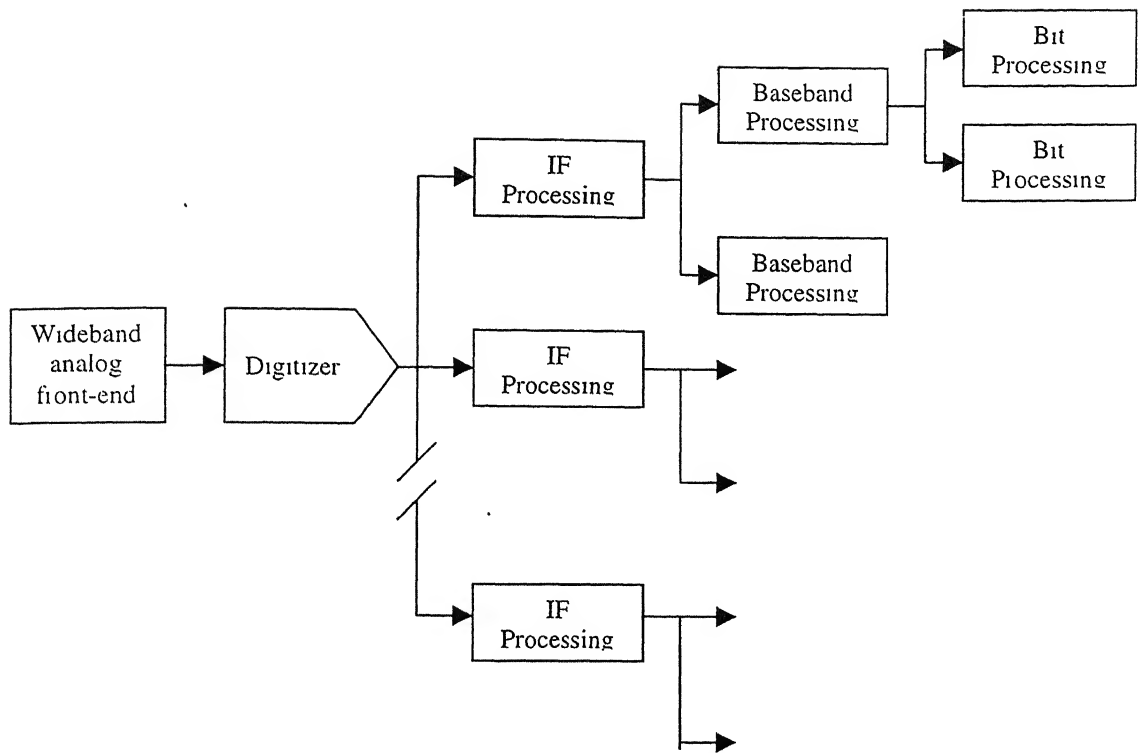 Bit
Processing
Baseband
Processing
Bit
Processing
IF
Processing
Baseband
Processing
Wideband
analog
front-end
Digitizer
IF
Processing
IF
Processing